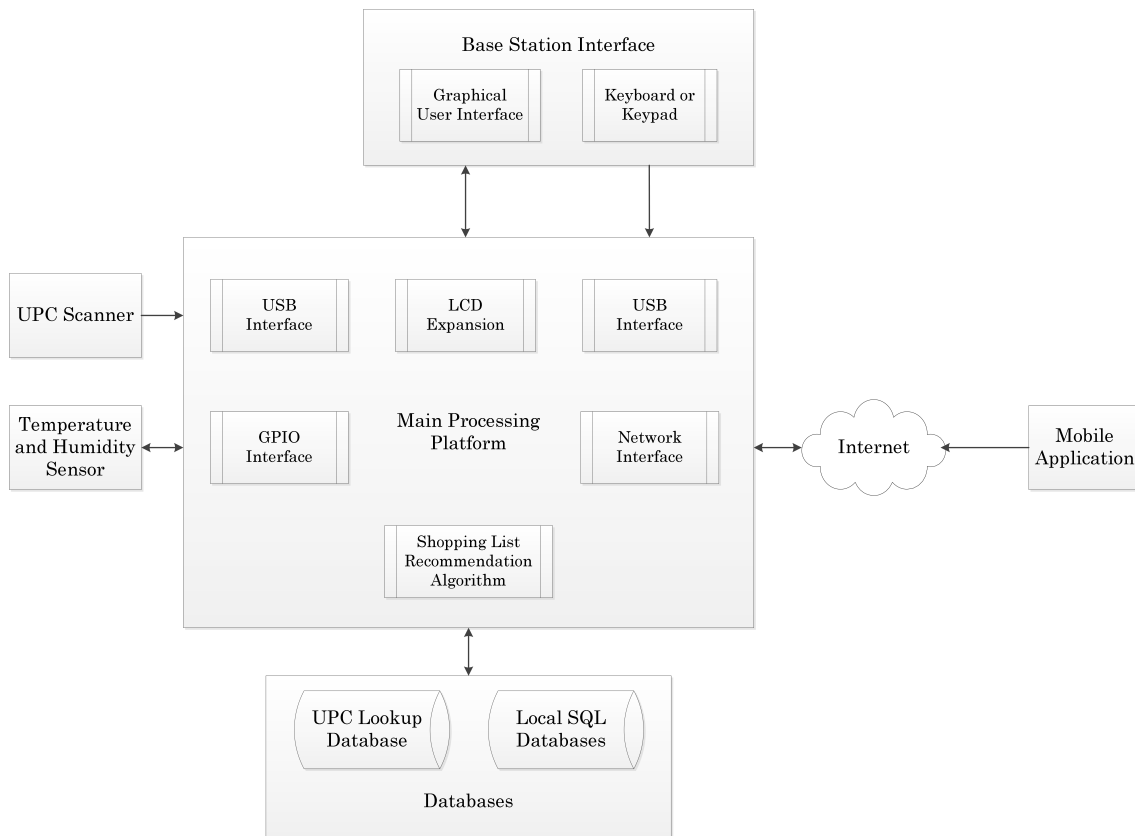 Base Station Interface
Graphical
User Interface
Keyboard or
Keypad
UPC Scanner
USB
Interface
LCD
Expansion
USB
Interface
Temperature
and Humidity
Sensor
GPIO
Interface
Main Processing
Platform
Network
Interface
Internet
Mobile
Application
Shopping List
Recommendation
Algorithm
UPC Lookup
Database
Local SQL
Databases
Databases